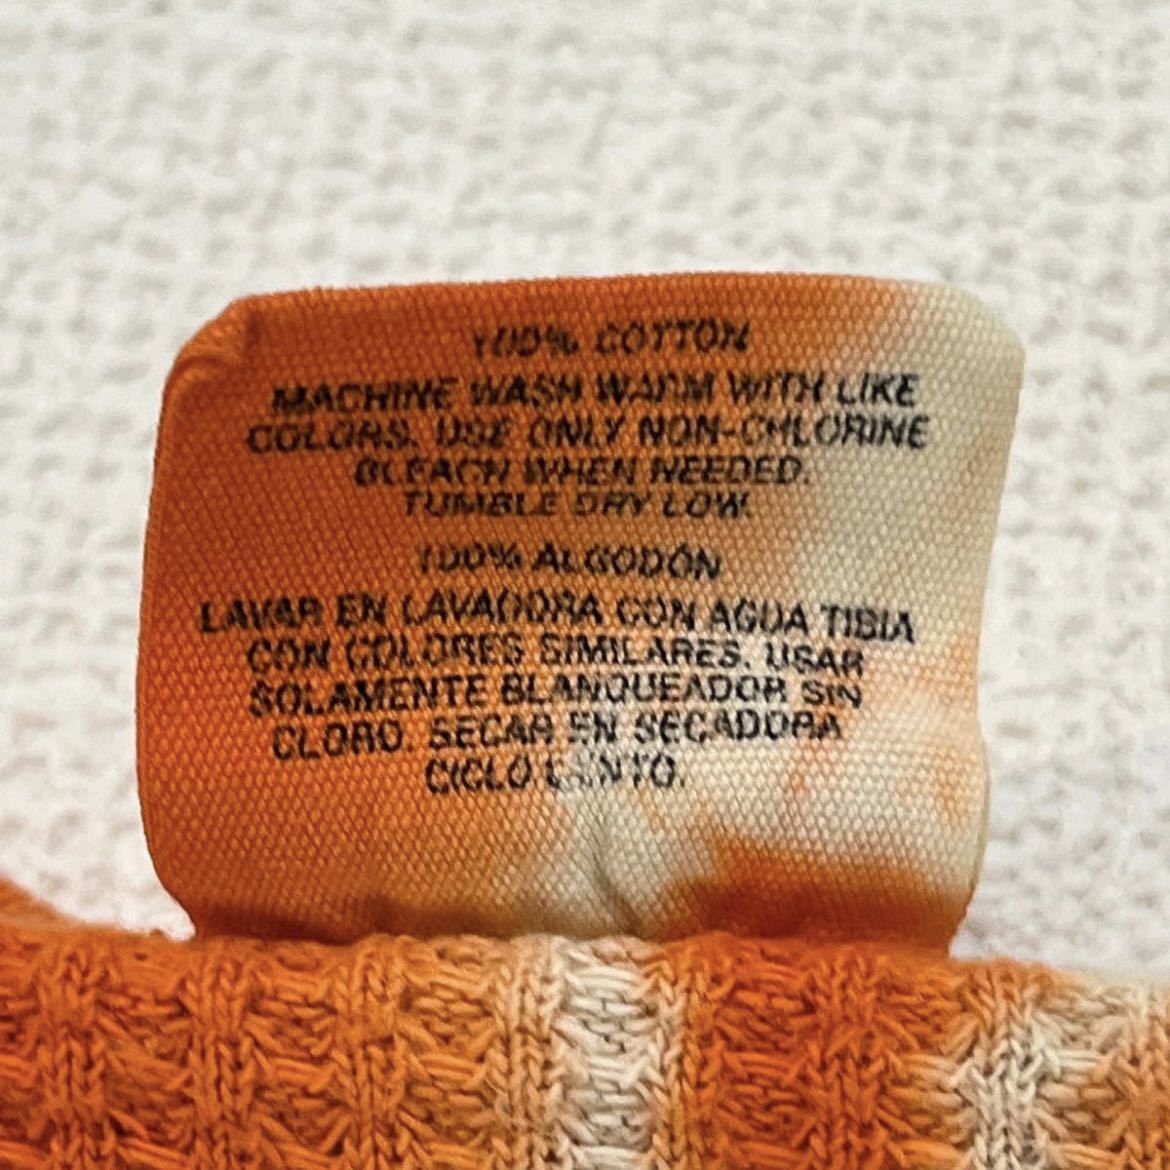 100% COTTON
MACHINE WASH WARM WITH LIKE
COLORS. USE ONLY NON-CHLORINE
BLEACH WHEN NEEDED.
TUMBLE DRY LOW.
100% ALGODÓN
LAVAR EN LAVADORA CON AGUA TIBIA
CON COLORES SIMILARES. USAR
SOLAMENTE BLANQUEADOR SIN
CLORO. SECAR EN SECADORA
CICLO LENTO.